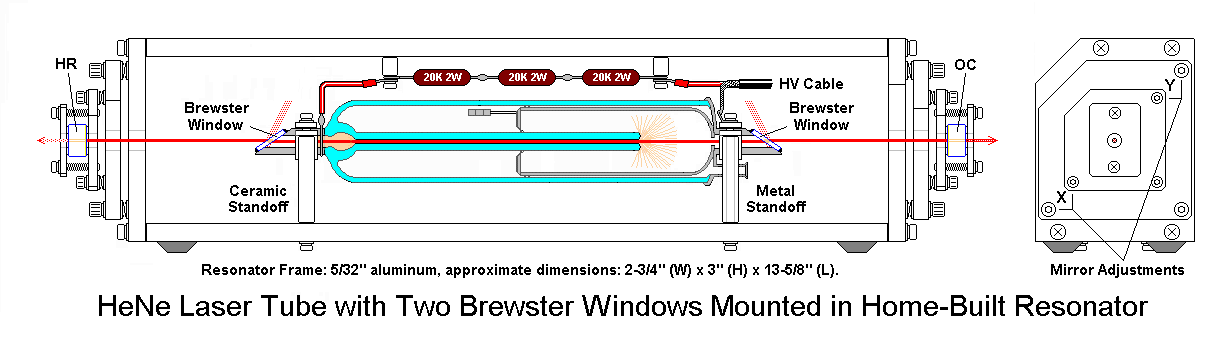 HR
20K 2W 20K 2W 20K 2W
HV Cable
OC
Brewster
Window
Brewster
Window
Y
Ceramic
Standoff
Metal
Standoff
X
Resonator Frame: 5/32" aluminum, approximate dimensions: 2-3/4" (W) x 3" (H) x 13-5/8" (L).
Mirror Adjustments
HeNe Laser Tube with Two Brewster Windows Mounted in Home-Built Resonator